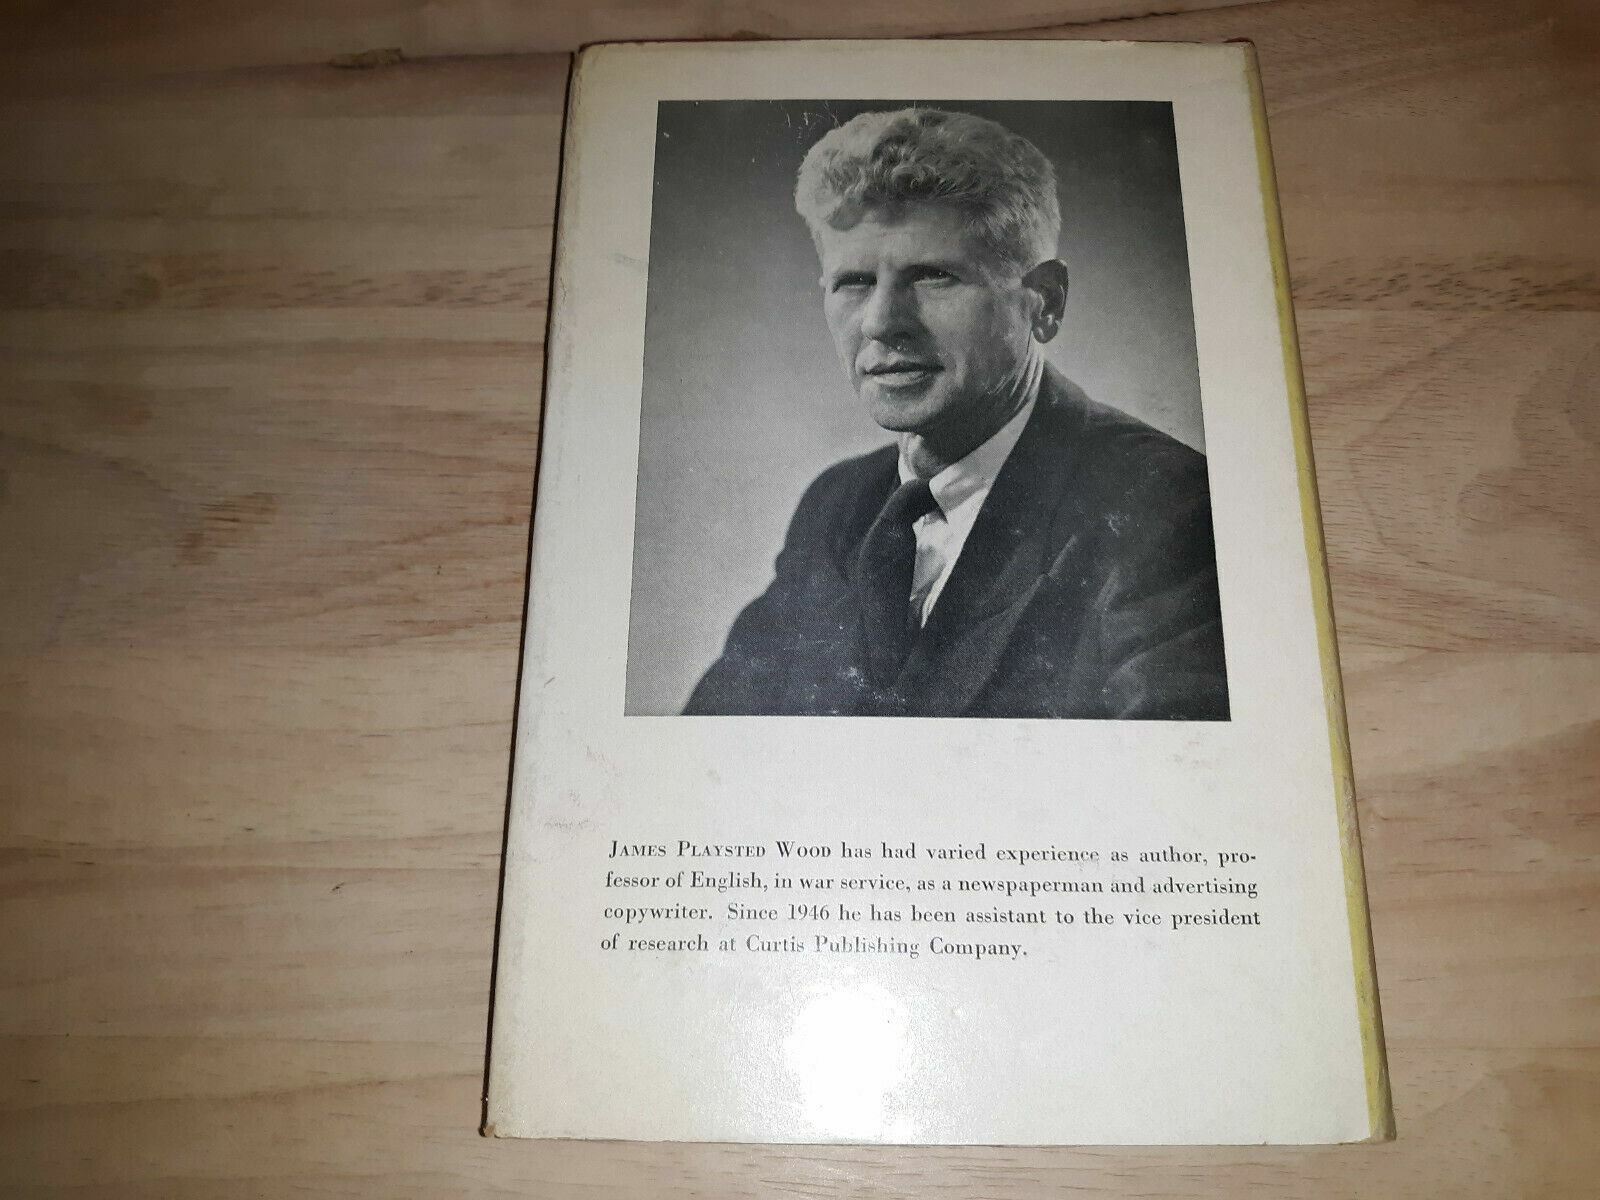 JAMES PLAYSTED WOOD has had varied experience as author, pro-
fessor of English, in war service, as a newspaperman and advertising
copywriter. Since 1946 he has been assistant to the vice president
of research at Curtis Publishing Company.